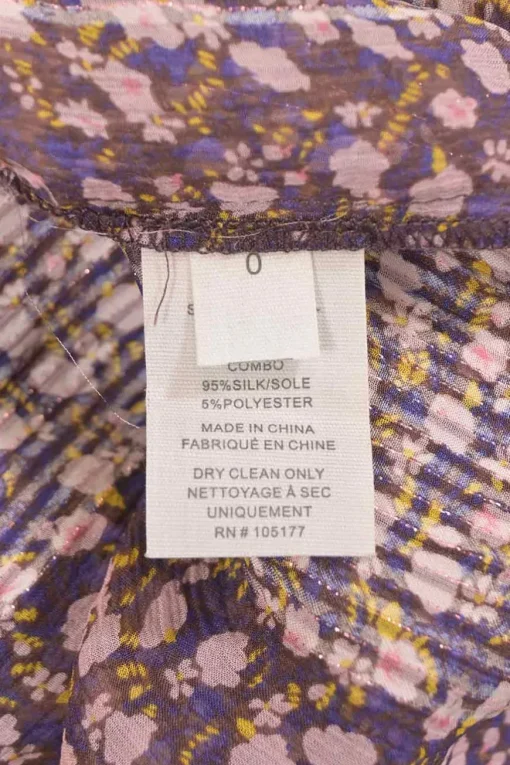 0
COMBO
95%SILK/SOLE
5%POLYESTER
MADE IN CHINA
FABRIQUÉ EN CHINE
DRY CLEAN ONLY
NETTOYAGE À SEC
UNIQUEMENT
RN # 105177